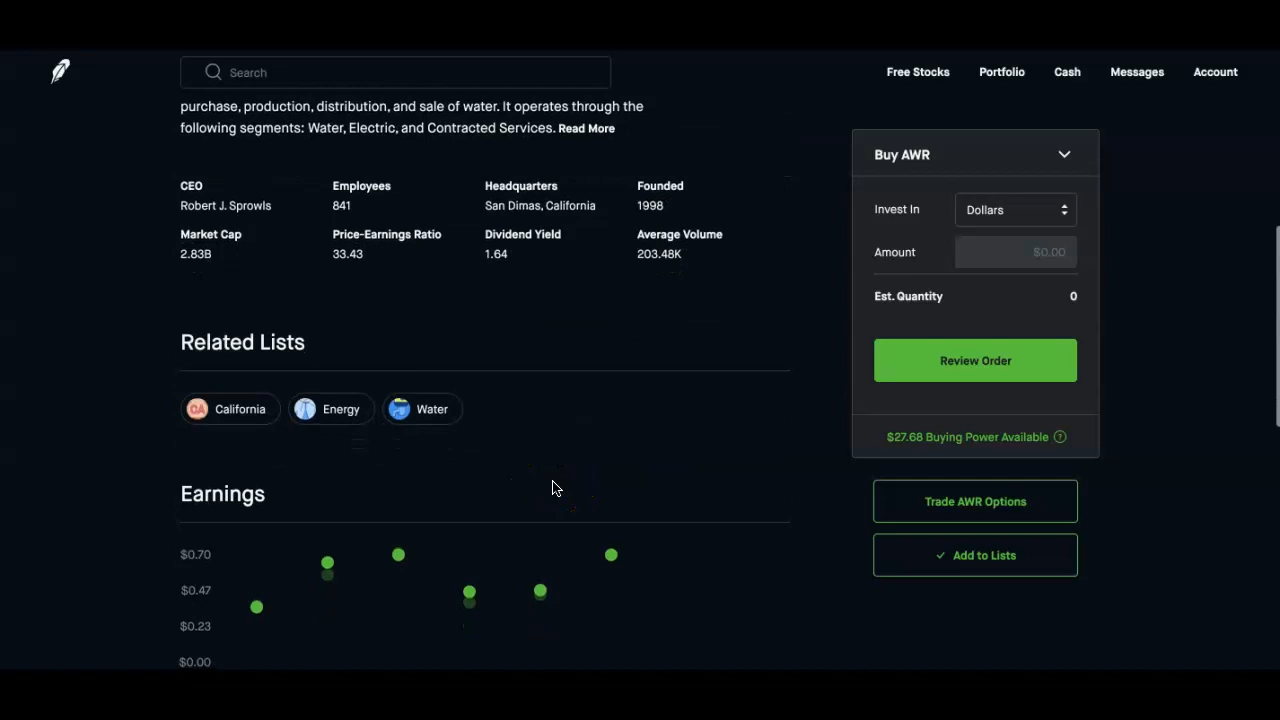 Search
Free Stocks Portfolio Cash Messages Account
purchase, production, distribution, and sale of water. It operates through the
following segments: Water, Electric, and Contracted Services. Read More
CEO Employees Headquarters Founded
Robert J. Sprowls 841 San Dimas, California 1998
Market Cap Price-Earnings Ratio Dividend Yield Average Volume
2.83B 33.43 1.64 203.48K
Related Lists
CA California Energy Water
Earnings
$0.70
$0.47
$0.23
$0.00
Buy AWR
Invest In Dollars
Amount $0.00
Est. Quantity 0
Review Order
$27.68 Buying Power Available ?
Trade AWR Options
Add to Lists